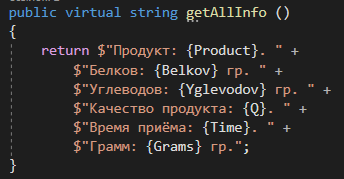 public virtual string getAllInfo ()
{
return $"Продукт: {Product}. " +
$"Белков: {Belkov} гр. " +
$"Углеводов: {Yglevodov} гр. " +
$"Качество продукта: {Q}. " +
$"Время приёма: {Time}. " +
$"Грамм: {Grams} гр.";
}